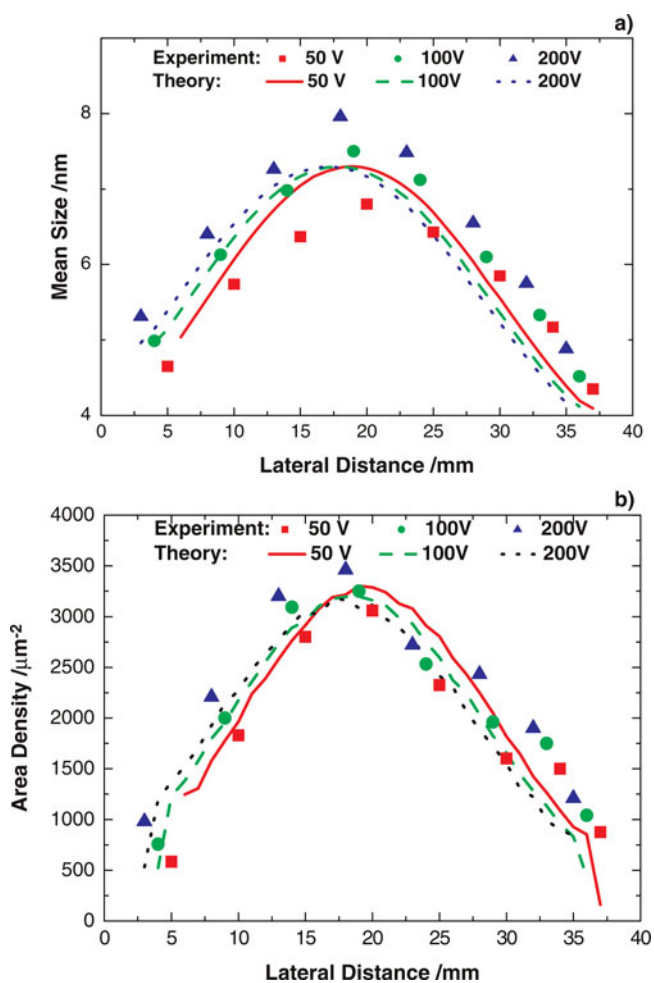 a)
Experiment: 50 V 100V 200V
Theory: 50 V 100V 200V
8
6
4
Mean Size /nm
0 5 10 15 20 25 30 35 40
Lateral Distance /mm
b)
4000
Experiment: 50 V 100V 200V
3500
Theory: 50 V 100V 200V
3000
2500
2000
1500
1000
500
0
Area Density /μm-2
0 5 10 15 20 25 30 35 40
Lateral Distance /mm